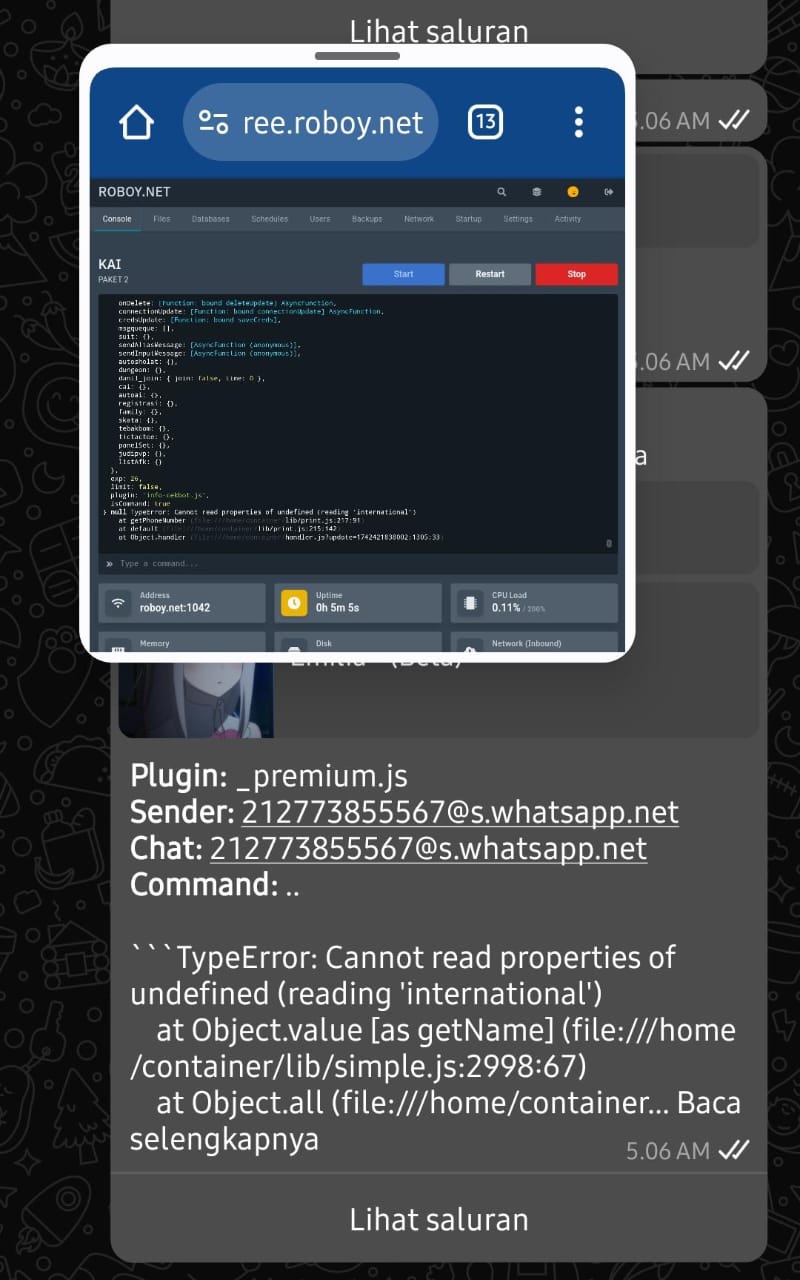 Lihat saluran
ree.roboy.net
13
.06 AM
ROBOY.NET
Console Files Databases Schedules Users Backups Network Startup Settings Activity
KAI
PAKET 2
Start Restart Stop
onDelete: [Function: bound deleteUpdate] AsyncFunction,
connectionUpdate: [Function: bound connectionUpdate] AsyncFunction,
credsUpdate: [Function: bound saveCreds],
msgqueque: [],
suit: {},
sendAliasMessage: [AsyncFunction (anonymous)],
sendInputMessage: [AsyncFunction (anonymous)],
autosholat: {},
dungeon: {},
danil_join: { join: false, time: 0 },
cai: {},
autoai: {},
registrasi: {},
family: {},
skata: {},
tebakbom: {},
tictactoe: {},
panelSet: {},
judipvp: {},
listAfk: {}
},
exp: 26,
limit: false,
plugin: 'info-cekbot.js',
isCommand: true
} null TypeError: Cannot read properties of undefined (reading 'international')
at getPhoneNumber (file:///home/container/lib/print.js:217:91)
at default (file:///home/container/lib/print.js:215:142)
at Object.handler (file:///home/container/handler.js?update=1742421838002:1305:33)
.06 AM
a
» Type a command...
Address
roboy.net:1042
Uptime
0h 5m 5s
CPU Load
0.11% / 200%
Memory
Disk
Network (Inbound)
(Beta)
Plugin: _premium.js
Sender: 212773855567@s.whatsapp.net
Chat: 212773855567@s.whatsapp.net
Command: ..
```TypeError: Cannot read properties of
undefined (reading 'international')
at Object.value [as getName] (file:///home
/container/lib/simple.js:2998:67)
at Object.all (file:///home/container... Baca
selengkapnya
5.06 AM
Lihat saluran